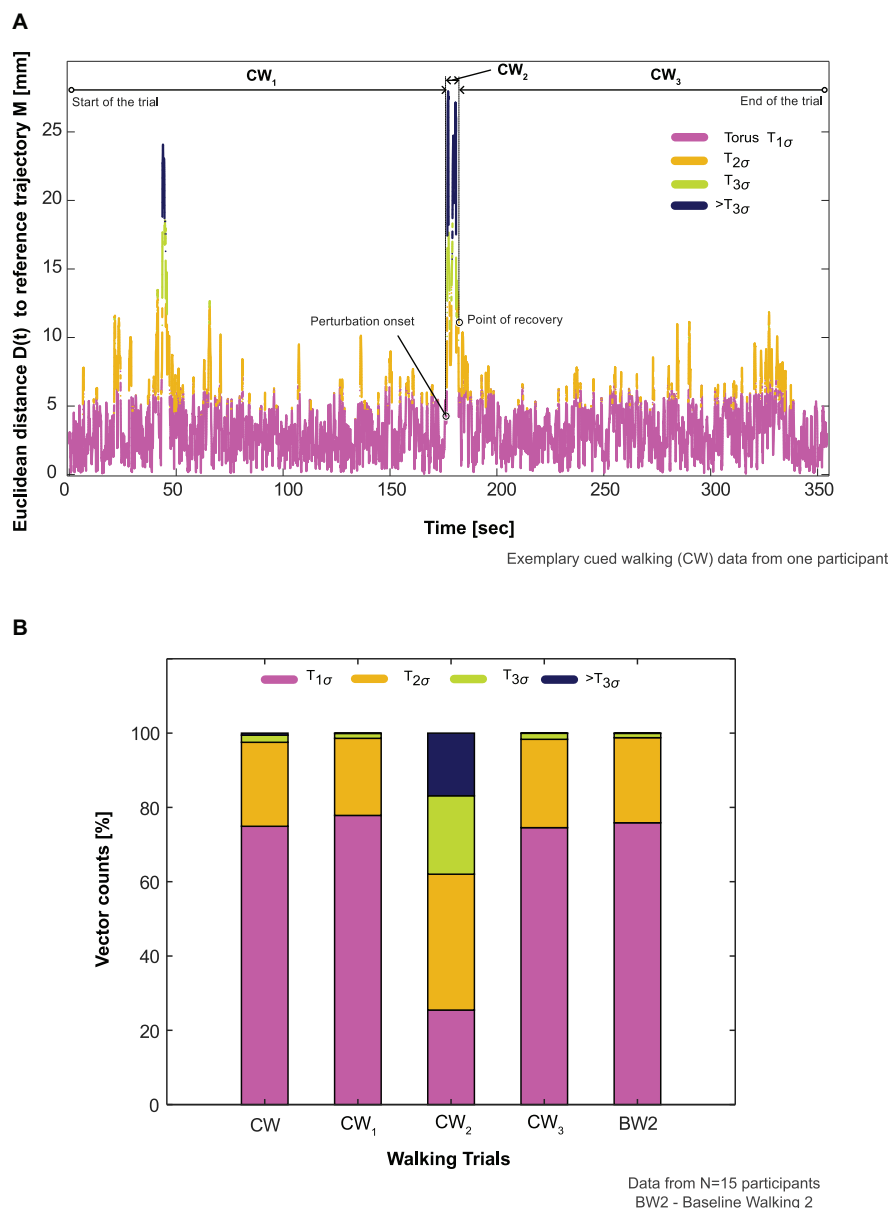 A
Euclidean distance D(t) to reference trajectory M [mm]
CW1
CW2
CW3
Start of the trial
End of the trial
Torus T1σ
T2σ
T3σ
>T3σ
Perturbation onset
Point of recovery
25
20
15
10
5
0
0 50 100 150 200 250 300 350
Time [sec]
Exemplary cued walking (CW) data from one participant
B
T1σ T2σ T3σ >T3σ
Vector counts [%]
100
80
60
40
20
0
CW CW1 CW2 CW3 BW2
Walking Trials
Data from N=15 participants
BW2 - Baseline Walking 2